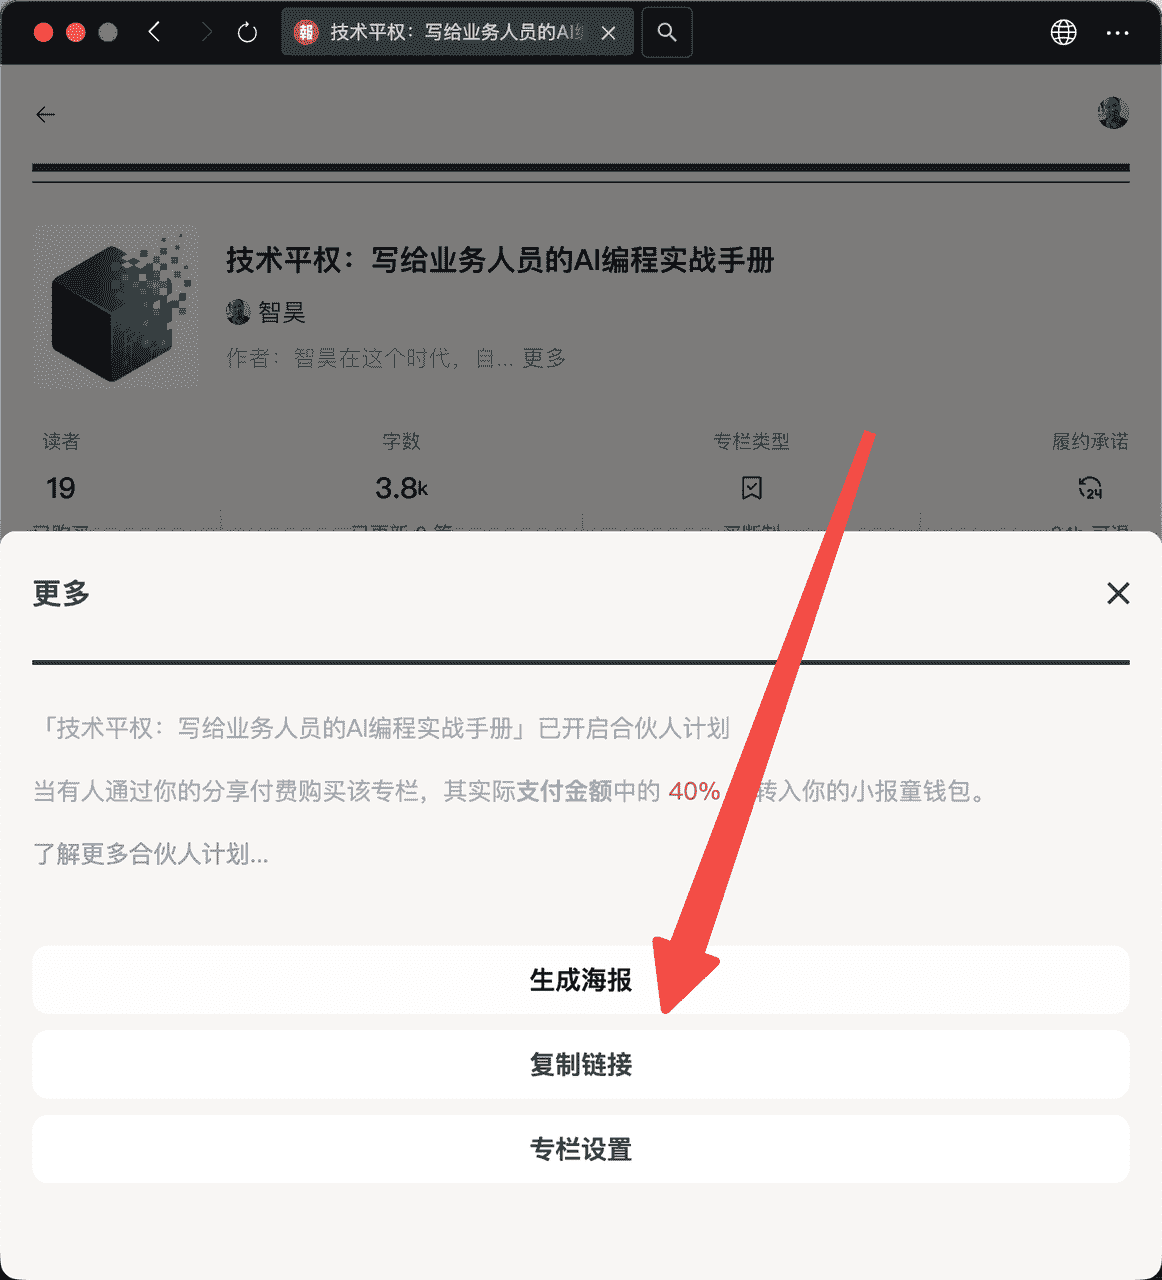 報 技术平权：写给业务人员的AI
技术平权：写给业务人员的AI编程实战手册
智昊
作者：智昊在这个时代，自... 更多
读者 字数 专栏类型 履约承诺
19 3.8k 24
更多
「技术平权：写给业务人员的AI编程实战手册」已开启合伙人计划
当有人通过你的分享付费购买该专栏，其实际支付金额中的 40% 转入你的小报童钱包。
了解更多合伙人计划...
生成海报
复制链接
专栏设置